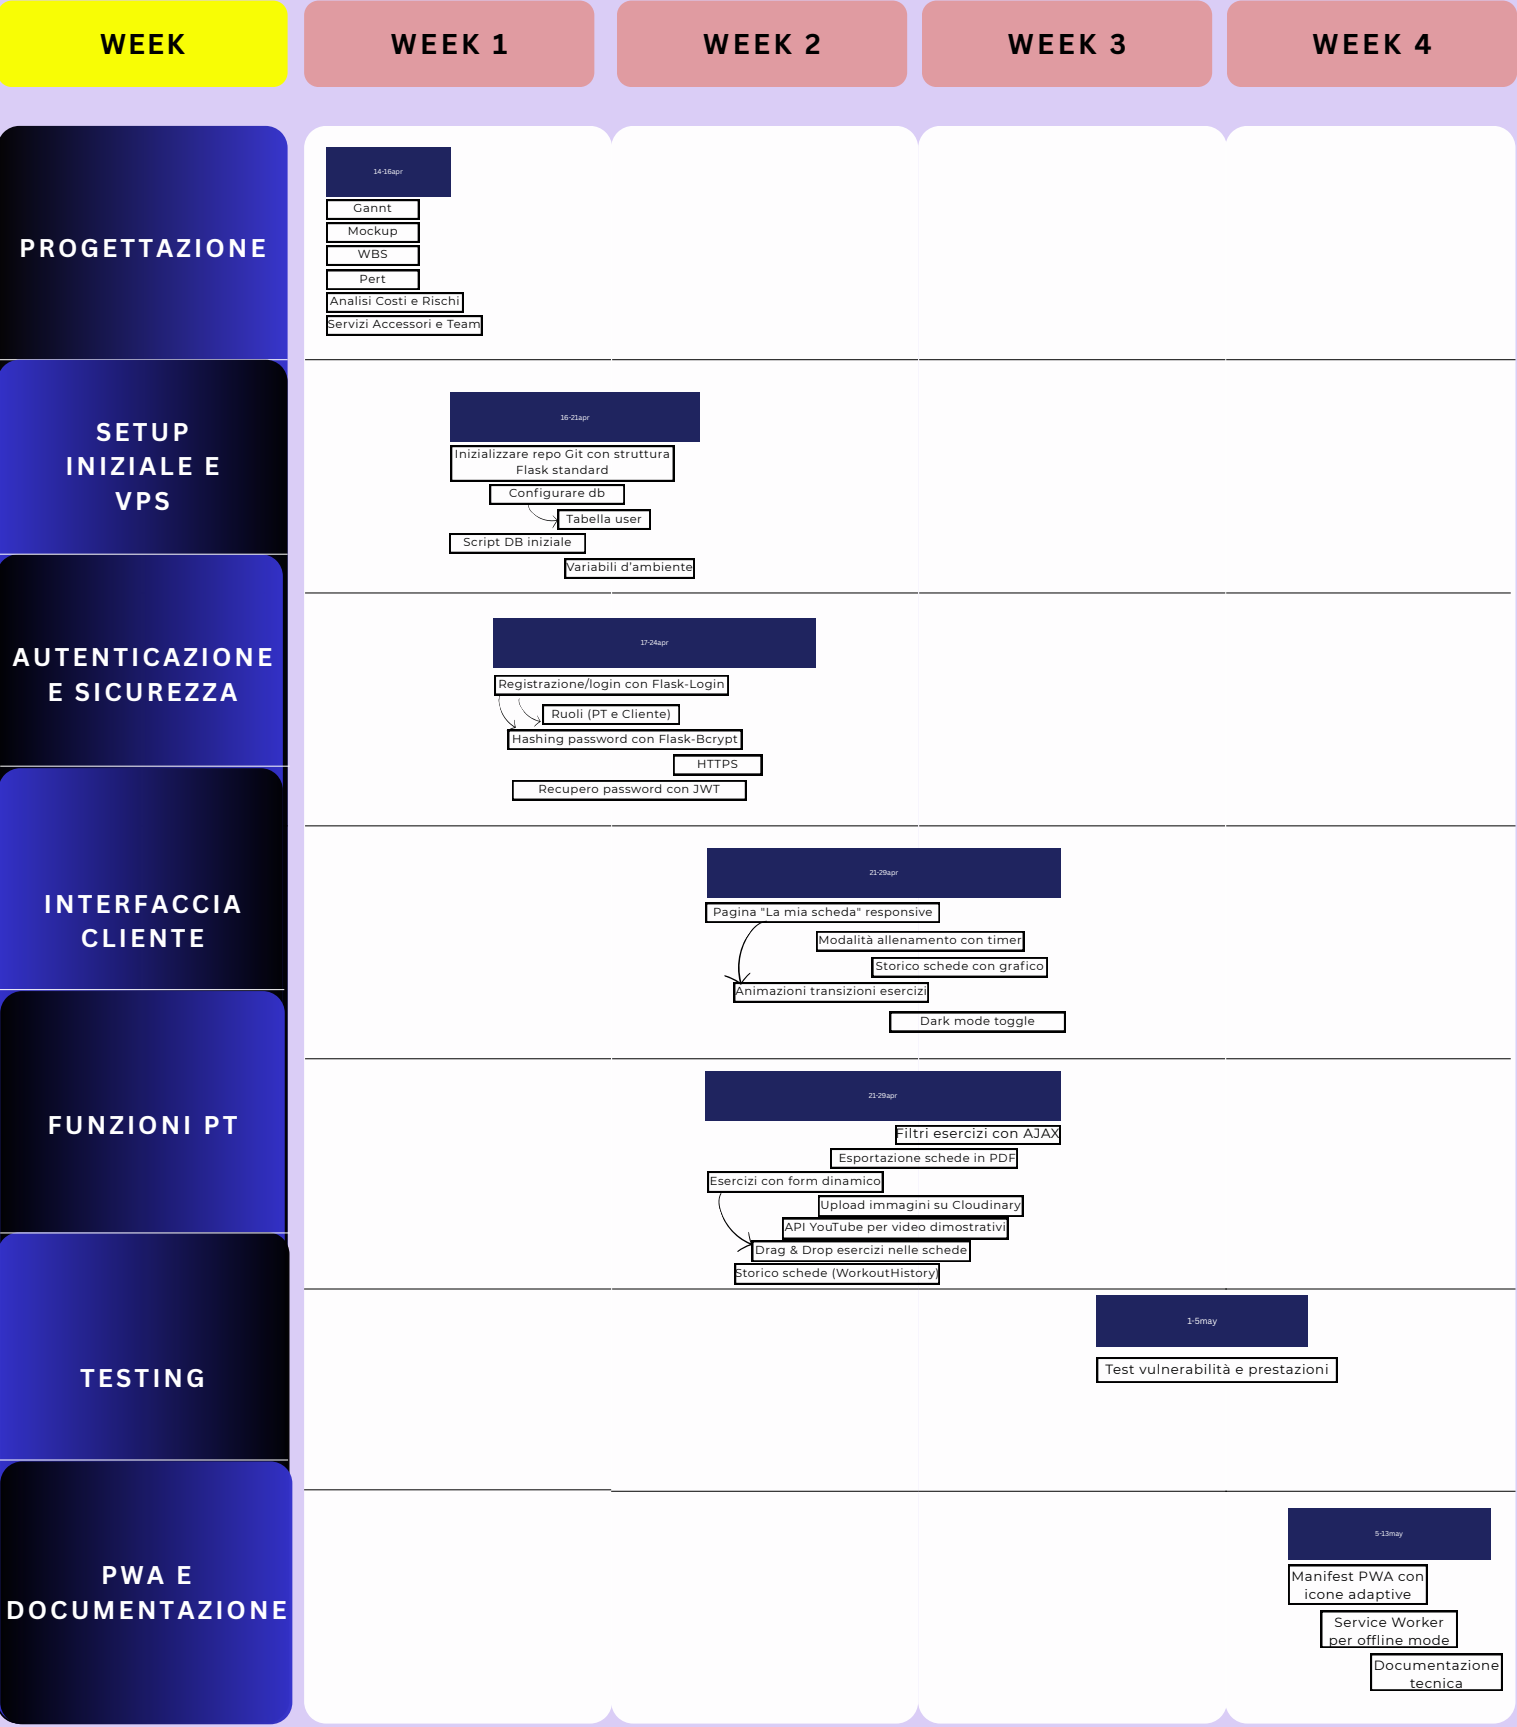 WEEK
WEEK 1
WEEK 2
WEEK 3
WEEK 4
PROGETTAZIONE
14-16apr
Gannt
Mockup
WBS
Pert
Analisi Costi e Rischi
Servizi Accessori e Team
SETUP
INIZIALE E
VPS
16-21apr
Inizializzare repo Git con struttura
Flask standard
Configurare db
Tabella user
Script DB iniziale
Variabili d'ambiente
AUTENTICAZIONE
E SICUREZZA
17-24apr
Registrazione/login con Flask-Login
Ruoli (PT e Cliente)
Hashing password con Flask-Bcrypt
HTTPS
Recupero password con JWT
INTERFACCIA
CLIENTE
21-29apr
Pagina "La mia scheda" responsive
Modalità allenamento con timer
Storico schede con grafico
Animazioni transizioni esercizi
Dark mode toggle
FUNZIONI PT
21-29apr
Filtri esercizi con AJAX
Esportazione schede in PDF
Esercizi con form dinamico
Upload immagini su Cloudinary
API YouTube per video dimostrativi
Drag & Drop esercizi nelle schede
Storico schede (WorkoutHistory)
TESTING
1-5may
Test vulnerabilità e prestazioni
PWA E
DOCUMENTAZIONE
5-13may
Manifest PWA con
icone adaptive
Service Worker
per offline mode
Documentazione
tecnica